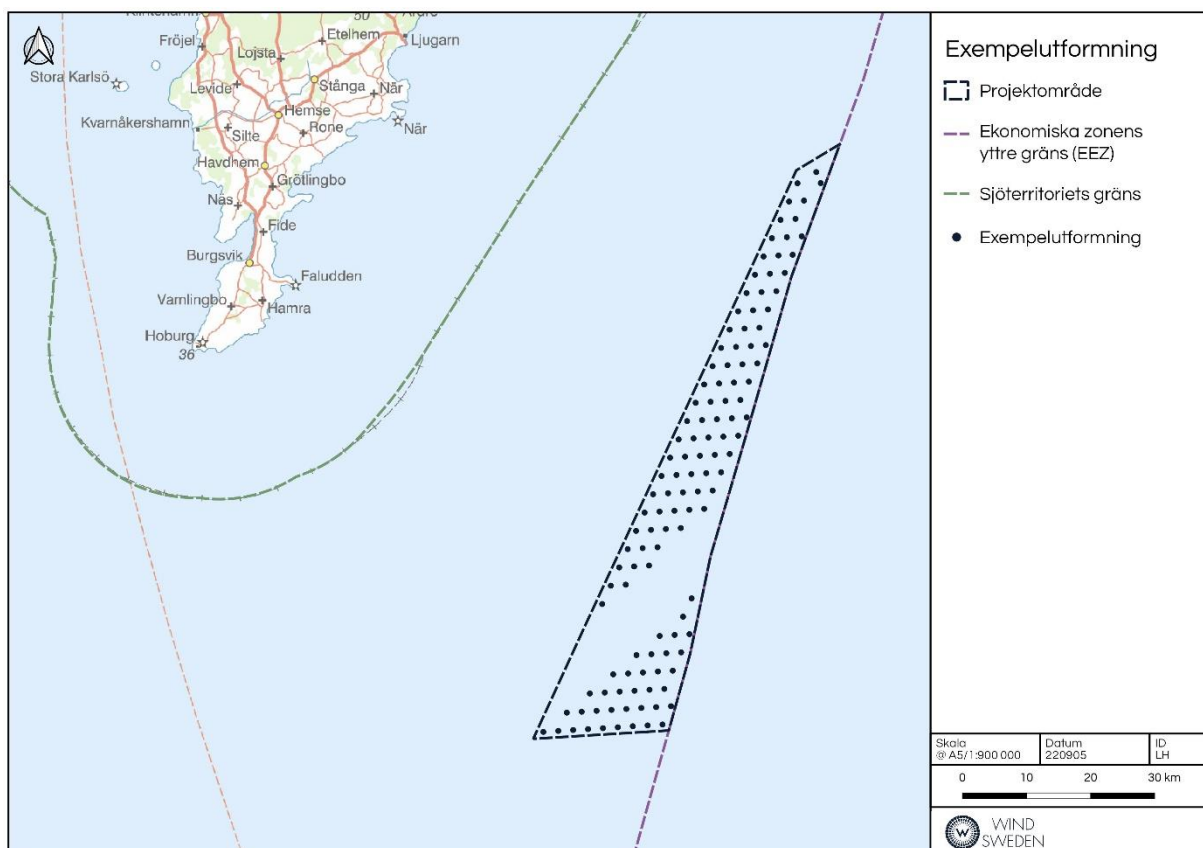 50
Klintehamn
Ardre
Fröjel
Etelhem
Ljugarn
Lojsta
Stora Karlsö
Levide
Stånga
När
Hemse
Kvarnåkershamn
Silte
Rone
När
Havdhem
Grötlingbo
Näs
Fide
Burgsvik
Faludden
Vamlingbo
Hamra
Hoburg
36
Exempelutformning
Projektområde
Ekonomiska zonens
yttre gräns (EEZ)
Sjöterritoriets gräns
Exempelutformning
Skala
@ A5/1:900 000
Datum
220905
ID
LH
0 10 20 30 km
W
WIND
SWEDEN